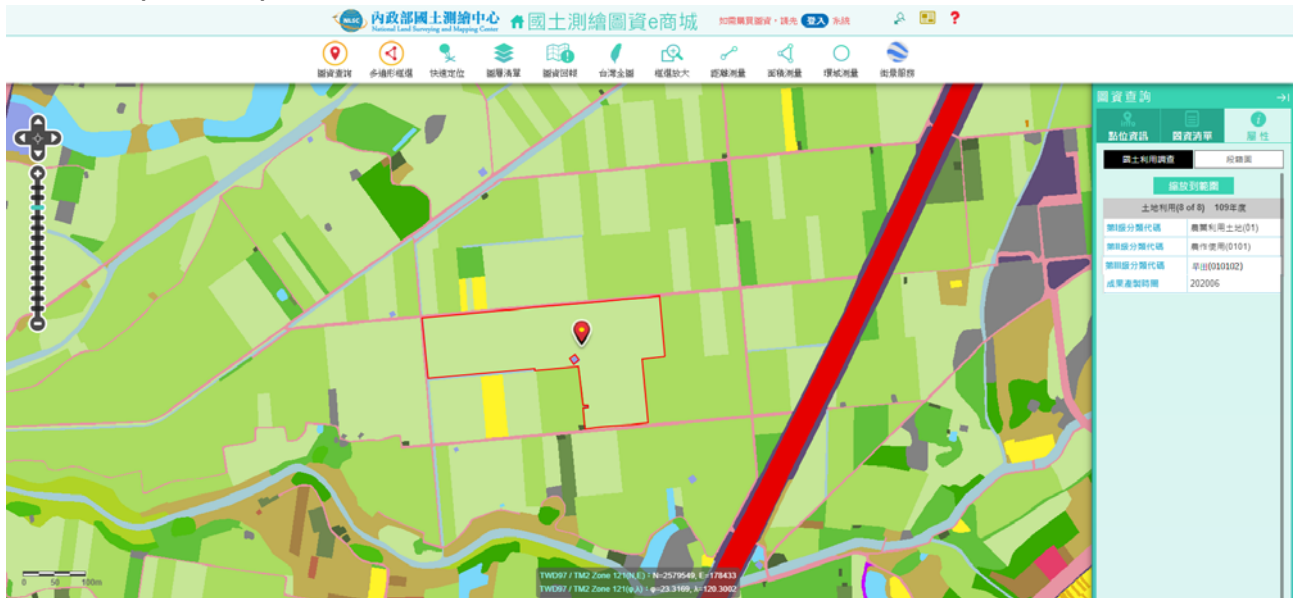 NLSC 內政部國土測繪中心 國土測繪圖資e商城 如需購買圖資，請先 登入 系統 ?
National Land Surveying and Mapping Center
圖資查詢 多邊形框選 快速定位 圖層清單 圖資回報 台灣全圖 框選放大 距離測量 面積測量 環域測量 街景服務
圖資查詢
點位資訊 圖資清單 屬性
國土利用調查 段籍圖
縮放到範圍
土地利用(8 of 8) 109年度
第I級分類代碼 農業利用土地(01)
第II級分類代碼 農作使用(0101)
第III級分類代碼 旱田(010102)
成果產製時間 202006
0 50 100m
TWD97 / TM2 Zone 121(N,E)：N=2579549, E=178433
TWD97 / TM2 Zone 121(φ,λ)：φ=23.3169, λ=120.3002